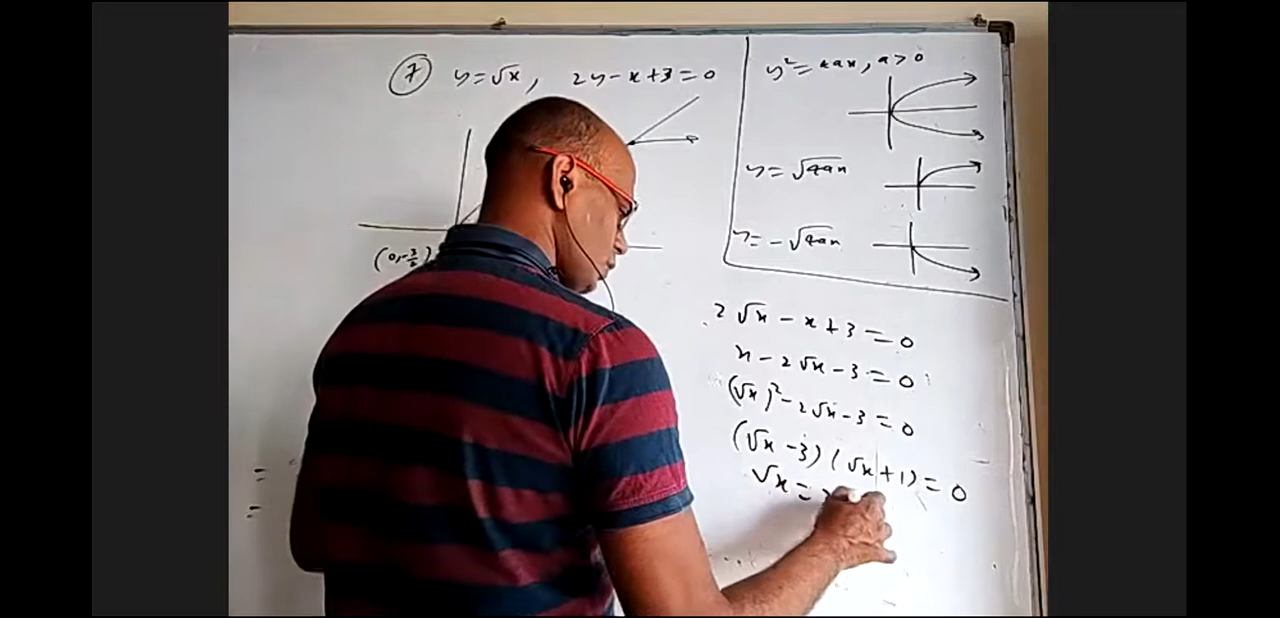 7 y=√x, 2y-x+3=0
(0,-3/2)
y²=4ax, a>0
y=√4ax
y=-√4ax
2√x-x+3=0
x-2√x-3=0
(√x)²-2√x-3=0
(√x-3)(√x+1)=0
√x=